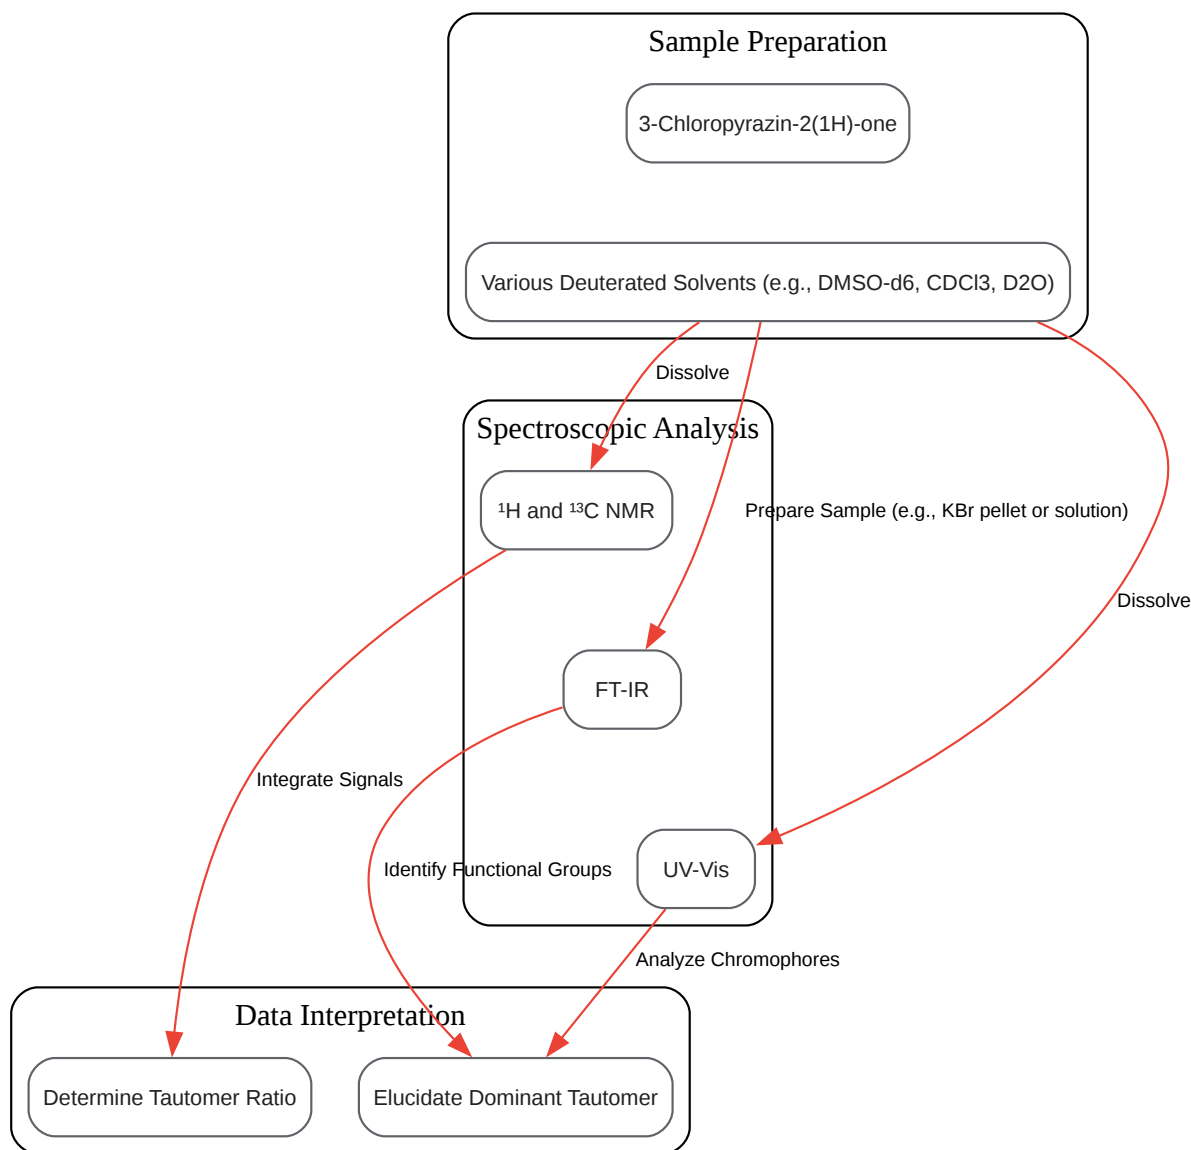 Sample Preparation
3-Chloropyrazin-2(1H)-one
Various Deuterated Solvents (e.g., DMSO-d6, CDCl3, D2O)
Dissolve
Spectroscopic Analysis
¹H and ¹³C NMR
Prepare Sample (e.g., KBr pellet or solution)
Dissolve
FT-IR
Integrate Signals
Identify Functional Groups
UV-Vis
Analyze Chromophores
Data Interpretation
Determine Tautomer Ratio
Elucidate Dominant Tautomer